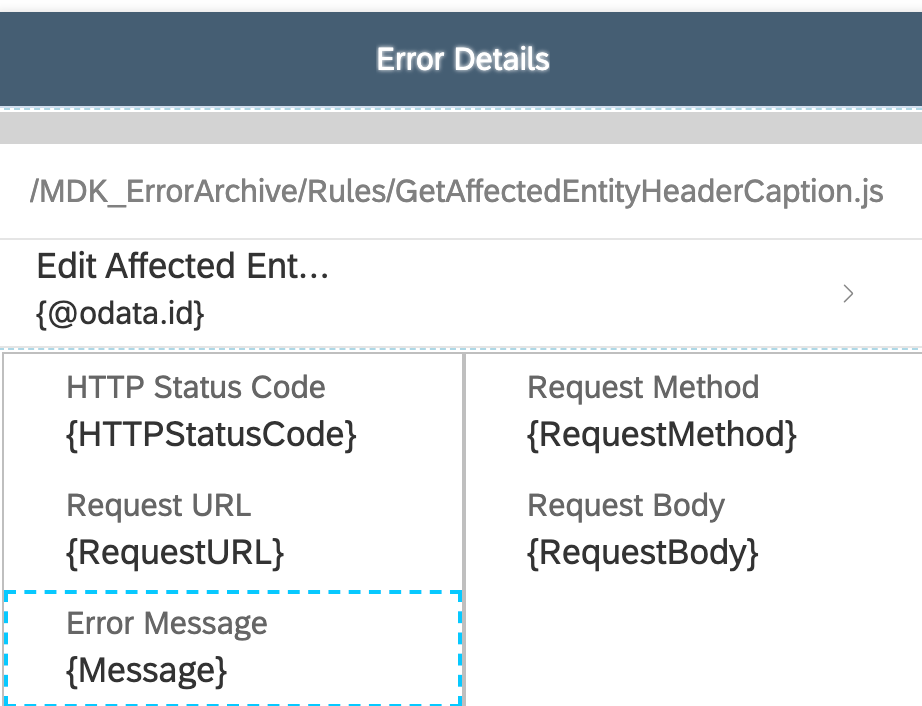 Error Details
/MDK_ErrorArchive/Rules/GetAffectedEntityHeaderCaption.js
Edit Affected Ent...
{@odata.id}
HTTP Status Code
{HTTPStatusCode}
Request Method
{RequestMethod}
Request URL
{RequestURL}
Request Body
{RequestBody}
Error Message
{Message}